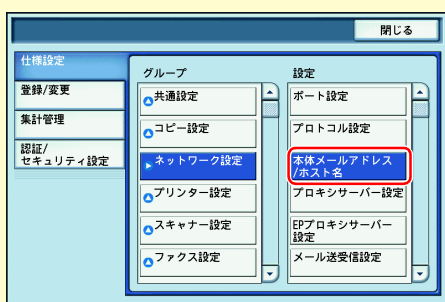 閉じる
仕様設定
登録/変更
集計管理
認証/
セキュリティ設定
グループ
共通設定
コピー設定
ネットワーク設定
プリンター設定
スキャナー設定
ファクス設定
設定
ポート設定
プロトコル設定
本体メールアドレス
/ホスト名
プロキシサーバー設定
EPプロキシサーバー
設定
メール送受信設定